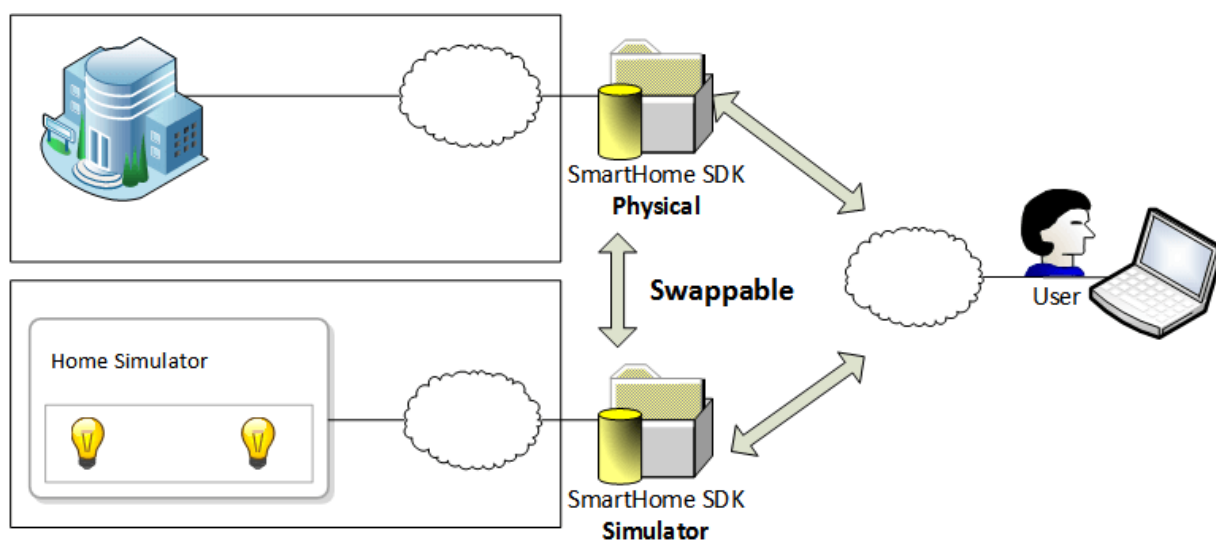 SmartHome SDK
Physical
Swappable
User
Home Simulator
SmartHome SDK
Simulator